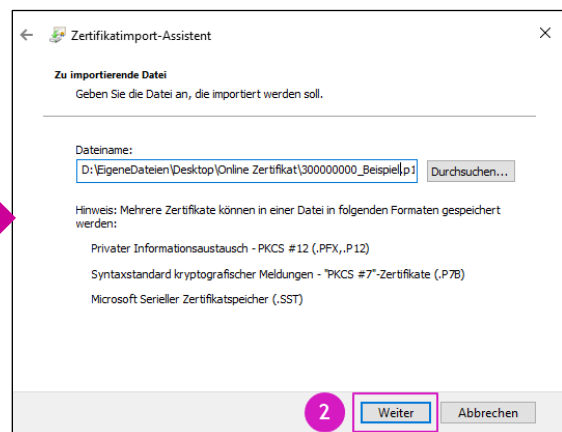 Zertifikatimport-Assistent
Zu importierende Datei
Geben Sie die Datei an, die importiert werden soll.
Dateiname:
D:\EigeneDateien\Desktop\Online Zertifikat\300000000_Beispiel.p1
Durchsuchen...
Hinweis: Mehrere Zertifikate können in einer Datei in folgenden Formaten gespeichert
werden:
Privater Informationsaustausch - PKCS #12 (.PFX,.P12)
Syntaxstandard kryptografischer Meldungen - "PKCS #7"-Zertifikate (.P7B)
Microsoft Serieller Zertifikatspeicher (.SST)
2
Weiter
Abbrechen